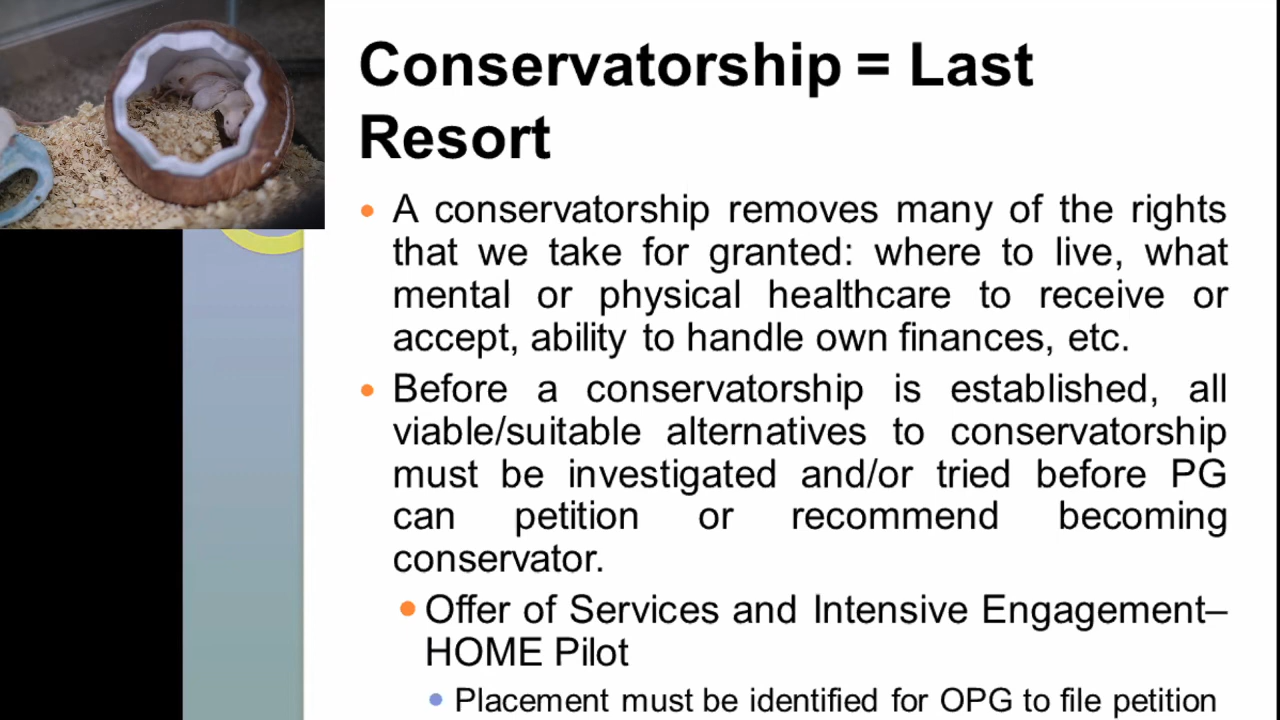 Conservatorship = Last
Resort
• A conservatorship removes many of the rights
that we take for granted: where to live, what
mental or physical healthcare to receive or
accept, ability to handle own finances, etc.
• Before a conservatorship is established, all
viable/suitable alternatives to conservatorship
must be investigated and/or tried before PG
can petition or recommend becoming
conservator.
• Offer of Services and Intensive Engagement–
HOME Pilot
• Placement must be identified for OPG to file petition